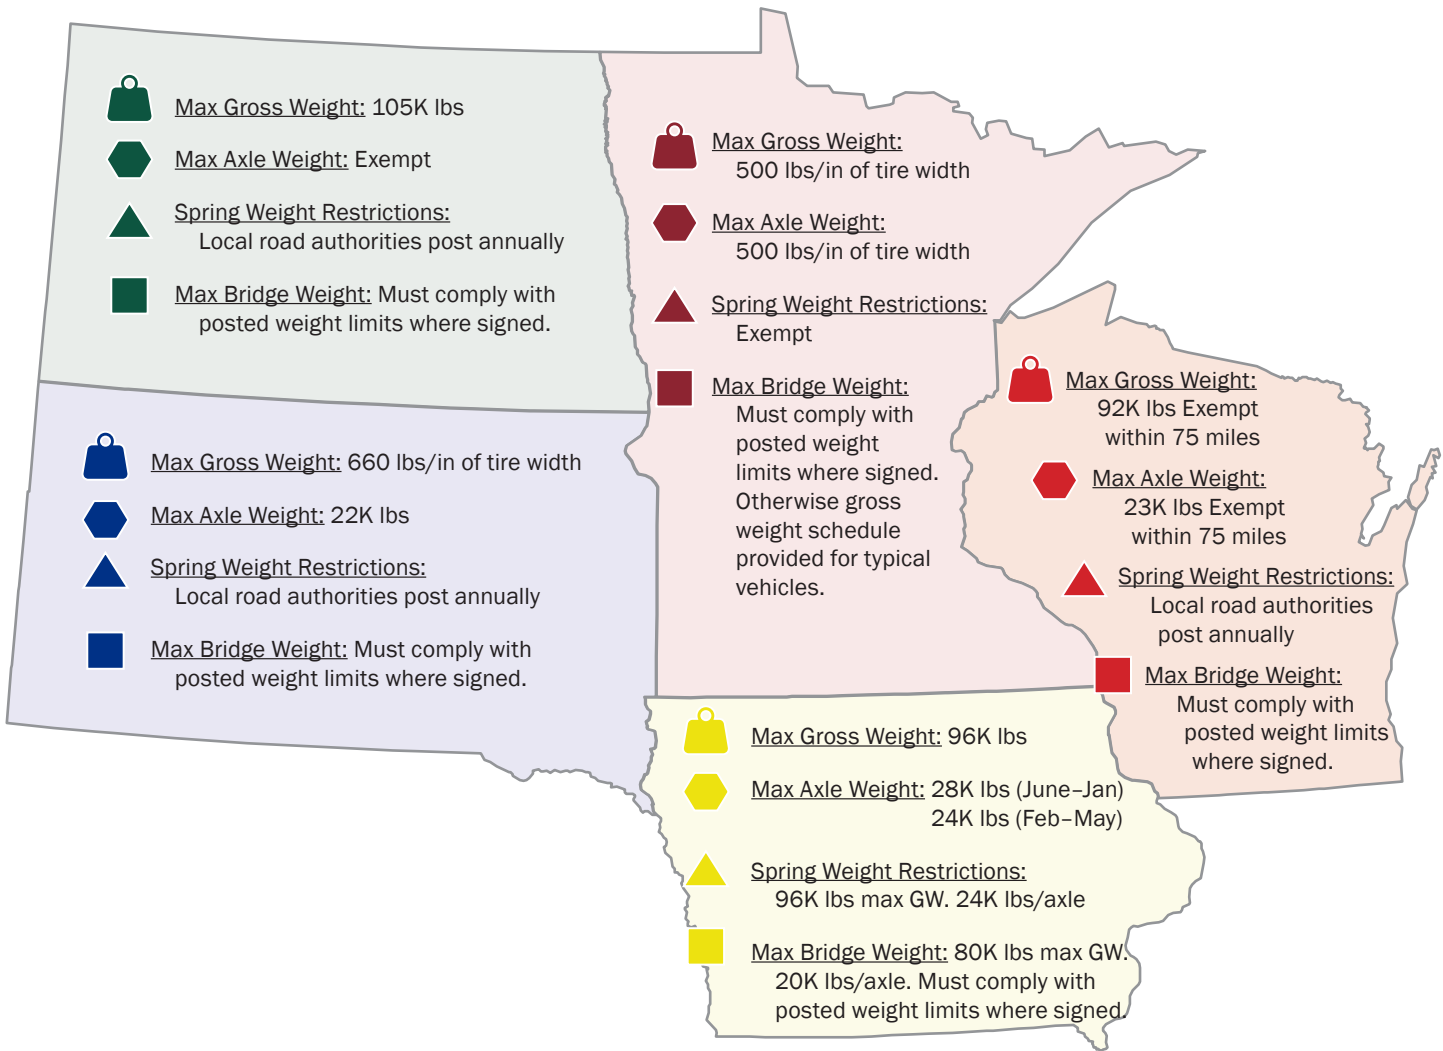 Max Gross Weight: 105K lbs
Max Axle Weight: Exempt
Spring Weight Restrictions:
Local road authorities post annually
Max Bridge Weight: Must comply with
posted weight limits where signed.
Max Gross Weight:
500 lbs/in of tire width
Max Axle Weight:
500 lbs/in of tire width
Spring Weight Restrictions:
Exempt
Max Bridge Weight:
Must comply with
posted weight
limits where signed.
Otherwise gross
weight schedule
provided for typical
vehicles.
Max Gross Weight:
92K lbs Exempt
within 75 miles
Max Axle Weight:
23K lbs Exempt
within 75 miles
Spring Weight Restrictions:
Local road authorities
post annually
Max Bridge Weight:
Must comply with
posted weight limits
where signed.
Max Gross Weight: 660 lbs/in of tire width
Max Axle Weight: 22K lbs
Spring Weight Restrictions:
Local road authorities post annually
Max Bridge Weight: Must comply with
posted weight limits where signed.
Max Gross Weight: 96K lbs
Max Axle Weight: 28K lbs (June–Jan)
24K lbs (Feb–May)
Spring Weight Restrictions:
96K lbs max GW. 24K lbs/axle
Max Bridge Weight: 80K lbs max GW.
20K lbs/axle. Must comply with
posted weight limits where signed.